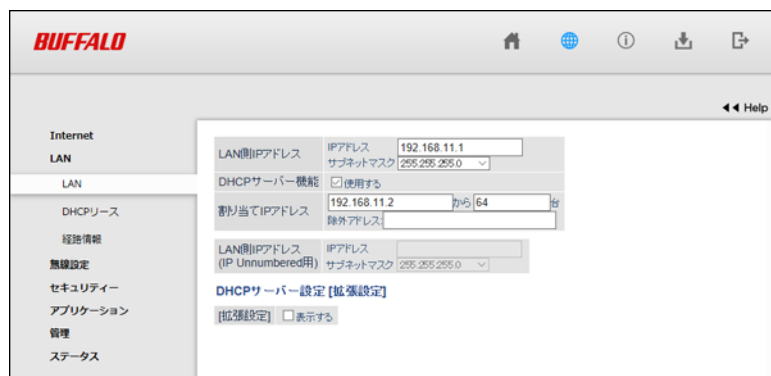 BUFFALO
◀◀ Help
Internet
LAN
LAN
DHCPリース
経路情報
無線設定
セキュリティー
アプリケーション
管理
ステータス
LAN側IPアドレス
IPアドレス 192.168.11.1
サブネットマスク 255.255.255.0
DHCPサーバー機能 使用する
割り当てIPアドレス
192.168.11.2 から 64 台
除外アドレス:
LAN側IPアドレス
(IP Unnumbered用)
IPアドレス
サブネットマスク 255.255.255.0
DHCPサーバー設定 [拡張設定]
[拡張設定] 表示する